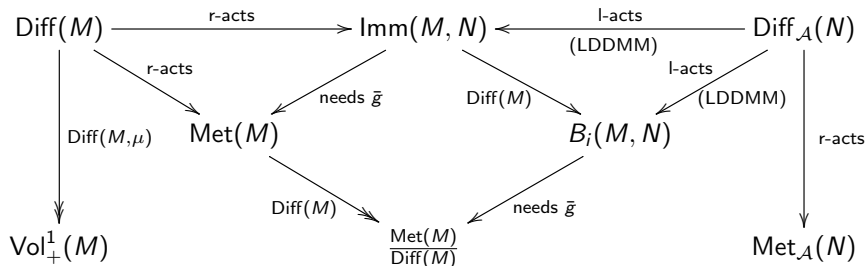 Diff(M) r-acts Imm(M, N) l-acts Diff_𝒜(N)
(LDDMM)
r-acts l-acts
needs ḡ Diff(M) (LDDMM)
Diff(M,μ) Met(M) B_i(M, N) r-acts
Diff(M) needs ḡ
Vol^1_+(M) Met(M)/Diff(M) Met_𝒜(N)